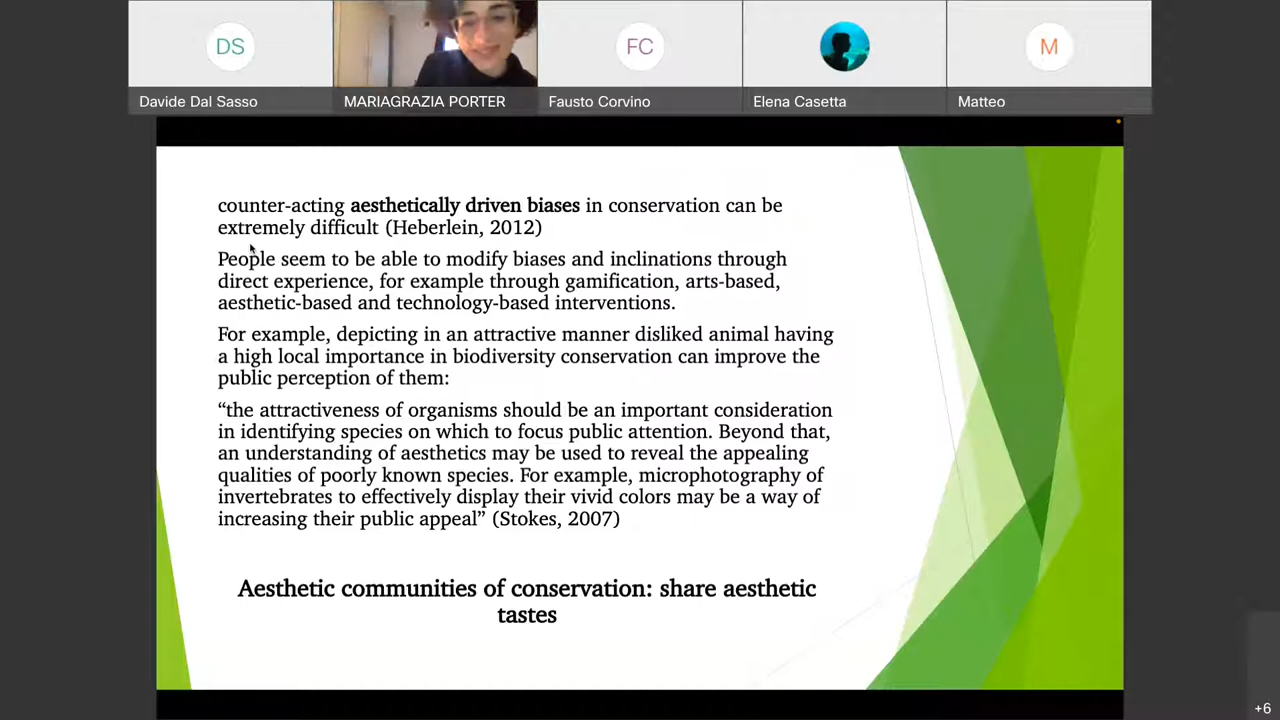 DS
FC
M
Davide Dal Sasso
MARIAGRAZIA PORTER
Fausto Corvino
Elena Casetta
Matteo
counter-acting aesthetically driven biases in conservation can be
extremely difficult (Heberlein, 2012)
People seem to be able to modify biases and inclinations through
direct experience, for example through gamification, arts-based,
aesthetic-based and technology-based interventions.
For example, depicting in an attractive manner disliked animal having
a high local importance in biodiversity conservation can improve the
public perception of them:
“the attractiveness of organisms should be an important consideration
in identifying species on which to focus public attention. Beyond that,
an understanding of aesthetics may be used to reveal the appealing
qualities of poorly known species. For example, microphotography of
invertebrates to effectively display their vivid colors may be a way of
increasing their public appeal” (Stokes, 2007)
Aesthetic communities of conservation: share aesthetic
tastes
+6